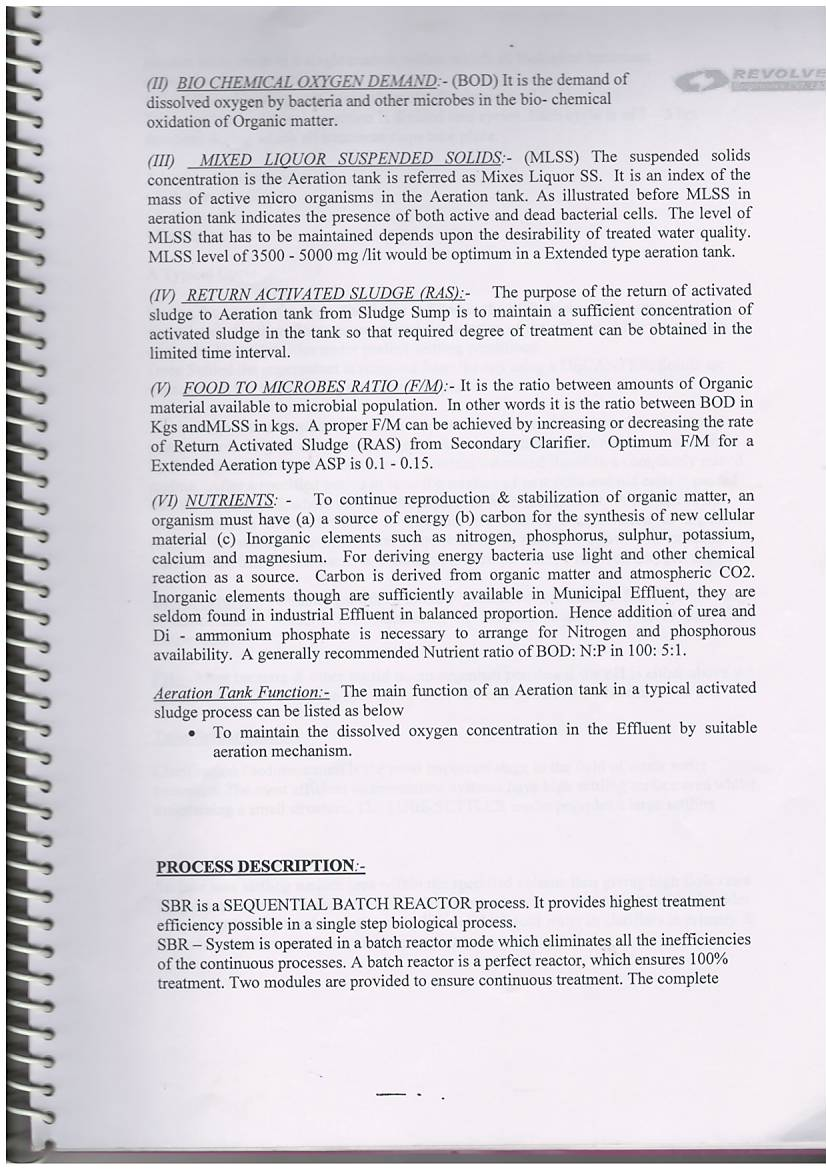 (II) BIO CHEMICAL OXYGEN DEMAND:- (BOD) It is the demand of
dissolved oxygen by bacteria and other microbes in the bio- chemical
oxidation of Organic matter.
REVOLVE
(III) MIXED LIQUOR SUSPENDED SOLIDS:- (MLSS) The suspended solids
concentration is the Aeration tank is referred as Mixes Liquor SS. It is an index of the
mass of active micro organisms in the Aeration tank. As illustrated before MLSS in
aeration tank indicates the presence of both active and dead bacterial cells. The level of
MLSS that has to be maintained depends upon the desirability of treated water quality.
MLSS level of 3500 - 5000 mg /lit would be optimum in a Extended type aeration tank.
(IV) RETURN ACTIVATED SLUDGE (RAS):- The purpose of the return of activated
sludge to Aeration tank from Sludge Sump is to maintain a sufficient concentration of
activated sludge in the tank so that required degree of treatment can be obtained in the
limited time interval.
(V) FOOD TO MICROBES RATIO (F/M):- It is the ratio between amounts of Organic
material available to microbial population. In other words it is the ratio between BOD in
Kgs andMLSS in kgs. A proper F/M can be achieved by increasing or decreasing the rate
of Return Activated Sludge (RAS) from Secondary Clarifier. Optimum F/M for a
Extended Aeration type ASP is 0.1 - 0.15.
(VI) NUTRIENTS: - To continue reproduction & stabilization of organic matter, an
organism must have (a) a source of energy (b) carbon for the synthesis of new cellular
material (c) Inorganic elements such as nitrogen, phosphorus, sulphur, potassium,
calcium and magnesium. For deriving energy bacteria use light and other chemical
reaction as a source. Carbon is derived from organic matter and atmospheric CO2.
Inorganic elements though are sufficiently available in Municipal Effluent, they are
seldom found in industrial Effluent in balanced proportion. Hence addition of urea and
Di - ammonium phosphate is necessary to arrange for Nitrogen and phosphorous
availability. A generally recommended Nutrient ratio of BOD: N:P in 100: 5:1.
Aeration Tank Function:- The main function of an Aeration tank in a typical activated
sludge process can be listed as below
• To maintain the dissolved oxygen concentration in the Effluent by suitable
aeration mechanism.
PROCESS DESCRIPTION:-
SBR is a SEQUENTIAL BATCH REACTOR process. It provides highest treatment
efficiency possible in a single step biological process.
SBR – System is operated in a batch reactor mode which eliminates all the inefficiencies
of the continuous processes. A batch reactor is a perfect reactor, which ensures 100%
treatment. Two modules are provided to ensure continuous treatment. The complete